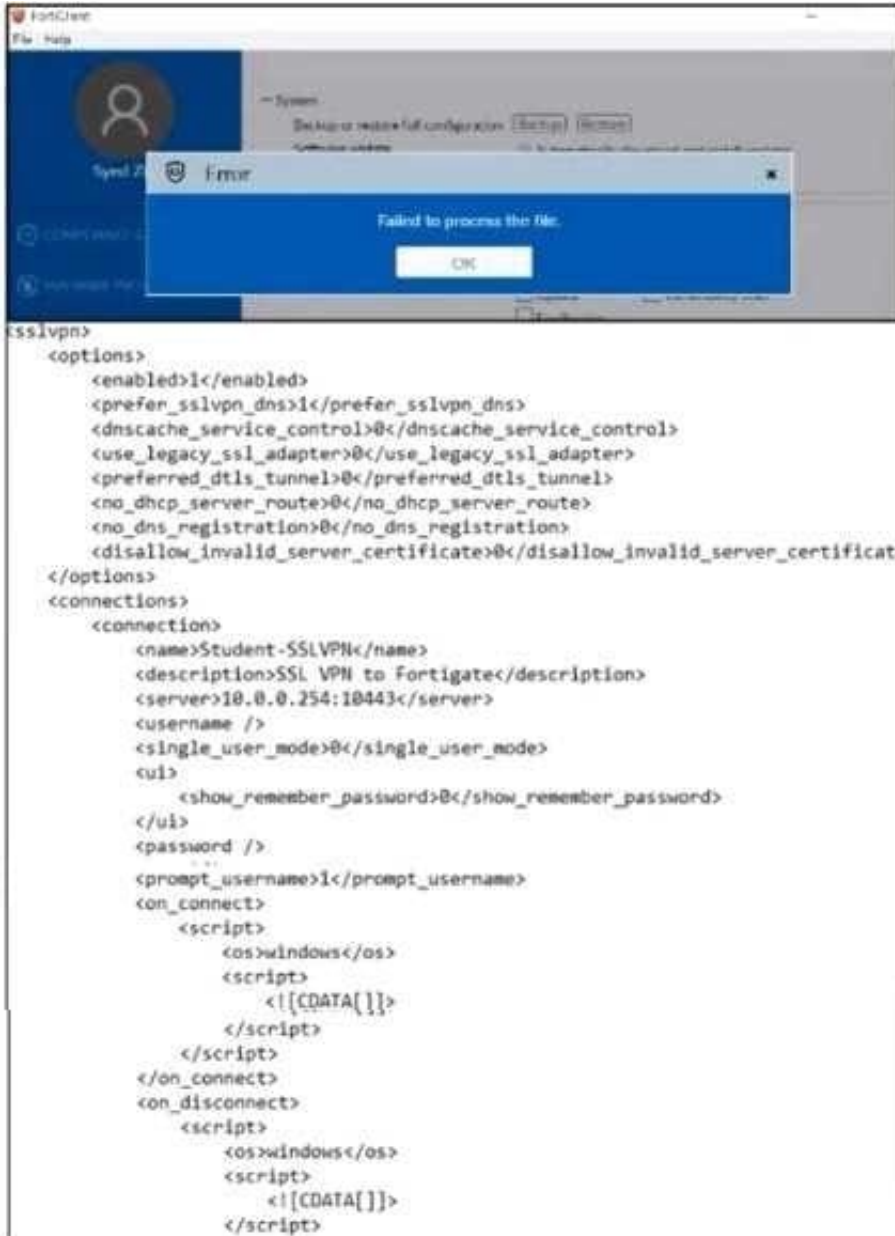 FortiClient
File Help
System
Backup or restore full configuration Backup Restore
Syed
Error
Failed to process the file.
OK
<sslvpn>
<options>
<enabled>1</enabled>
<prefer_sslvpn_dns>1</prefer_sslvpn_dns>
<dnscache_service_control>0</dnscache_service_control>
<use_legacy_ssl_adapter>0</use_legacy_ssl_adapter>
<preferred_dtls_tunnel>0</preferred_dtls_tunnel>
<no_dhcp_server_route>0</no_dhcp_server_route>
<no_dns_registration>0</no_dns_registration>
<disallow_invalid_server_certificate>0</disallow_invalid_server_certificat
</options>
<connections>
<connection>
<name>Student-SSLVPN</name>
<description>SSL VPN to Fortigate</description>
<server>10.0.0.254:10443</server>
<username />
<single_user_mode>0</single_user_mode>
<ui>
<show_remember_password>0</show_remember_password>
</ui>
<password />
<prompt_username>1</prompt_username>
<on_connect>
<script>
<os>windows</os>
<script>
<![CDATA[]]>
</script>
</script>
</on_connect>
<on_disconnect>
<script>
<os>windows</os>
<script>
<![CDATA[]]>
</script>